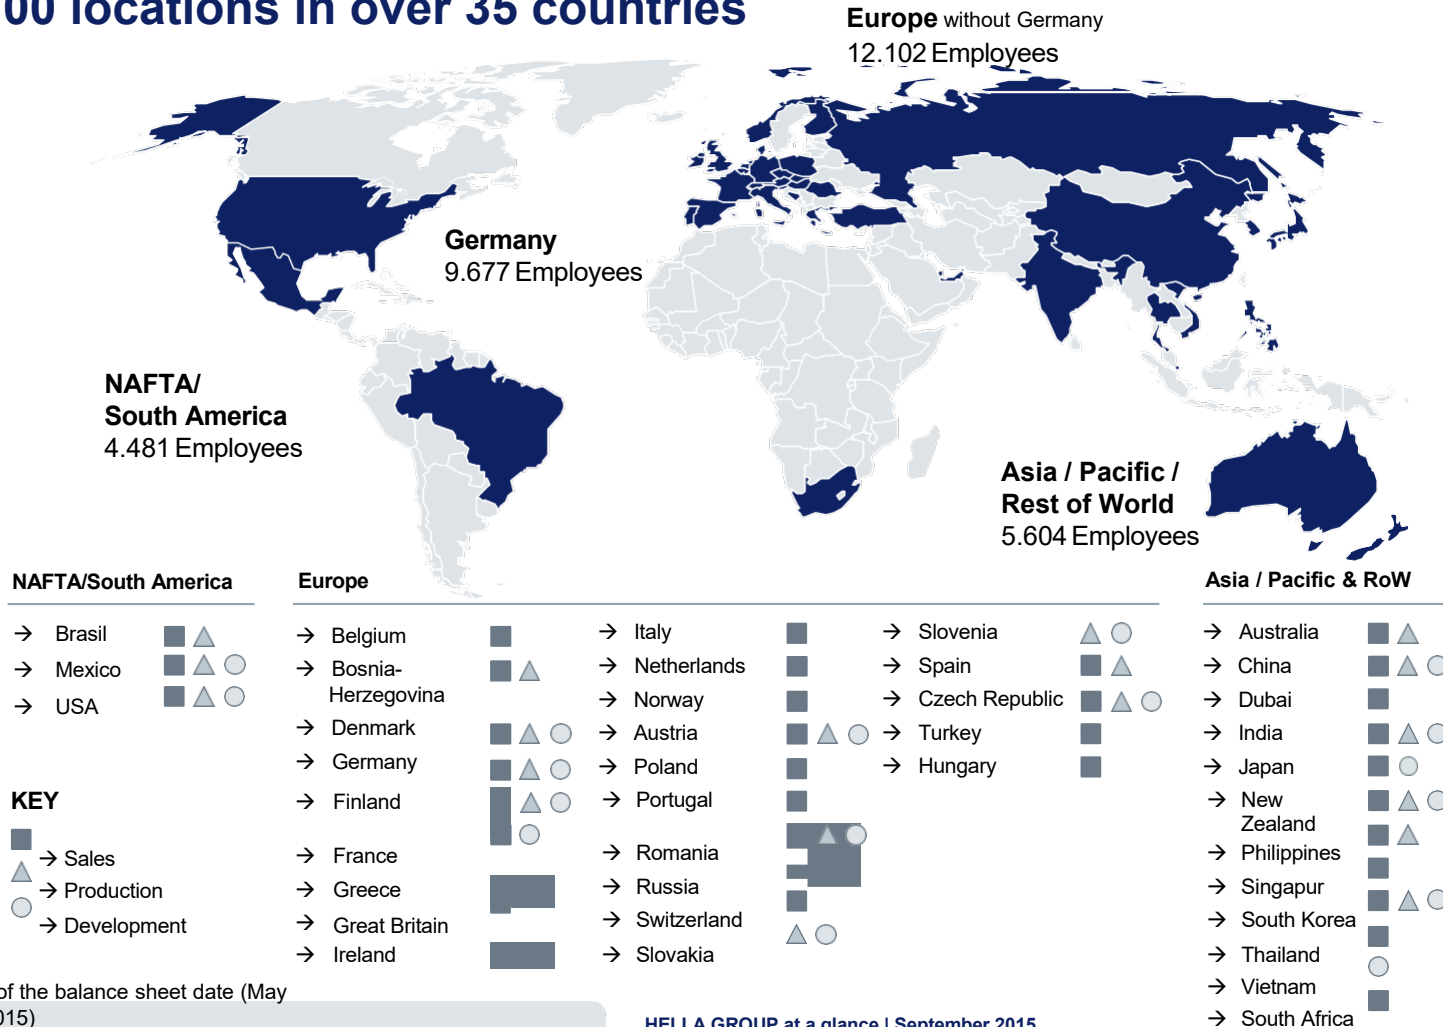 00 locations in over 35 countries
Europe without Germany
12.102 Employees
Germany
9.677 Employees
NAFTA/
South America
4.481 Employees
Asia / Pacific /
Rest of World
5.604 Employees
NAFTA/South America
→ Brasil
→ Mexico
→ USA
KEY
→ Sales
→ Production
→ Development
Europe
→ Belgium
→ Bosnia-
Herzegovina
→ Denmark
→ Germany
→ Finland
→ France
→ Greece
→ Great Britain
→ Ireland
→ Italy
→ Netherlands
→ Norway
→ Austria
→ Poland
→ Portugal
→ Romania
→ Russia
→ Switzerland
→ Slovakia
→ Slovenia
→ Spain
→ Czech Republic
→ Turkey
→ Hungary
Asia / Pacific & RoW
→ Australia
→ China
→ Dubai
→ India
→ Japan
→ New
Zealand
→ Philippines
→ Singapur
→ South Korea
→ Thailand
→ Vietnam
→ South Africa
of the balance sheet date (May
015)
HELLA GROUP at a glance | September 2015